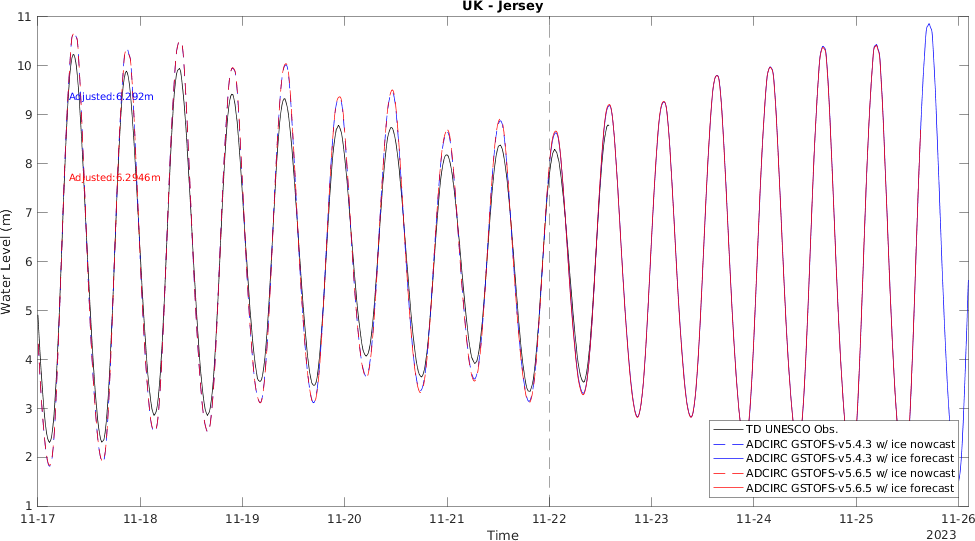 UK - Jersey
11
10
9
8
7
6
5
4
3
2
1
Water Level (m)
Adjusted:6.292m
Adjusted:6.2946m
TD UNESCO Obs.
ADCIRC GSTOFS-v5.4.3 w/ ice nowcast
ADCIRC GSTOFS-v5.4.3 w/ ice forecast
ADCIRC GSTOFS-v5.6.5 w/ ice nowcast
ADCIRC GSTOFS-v5.6.5 w/ ice forecast
11-17 11-18 11-19 11-20 11-21 11-22 11-23 11-24 11-25 11-26
Time
2023